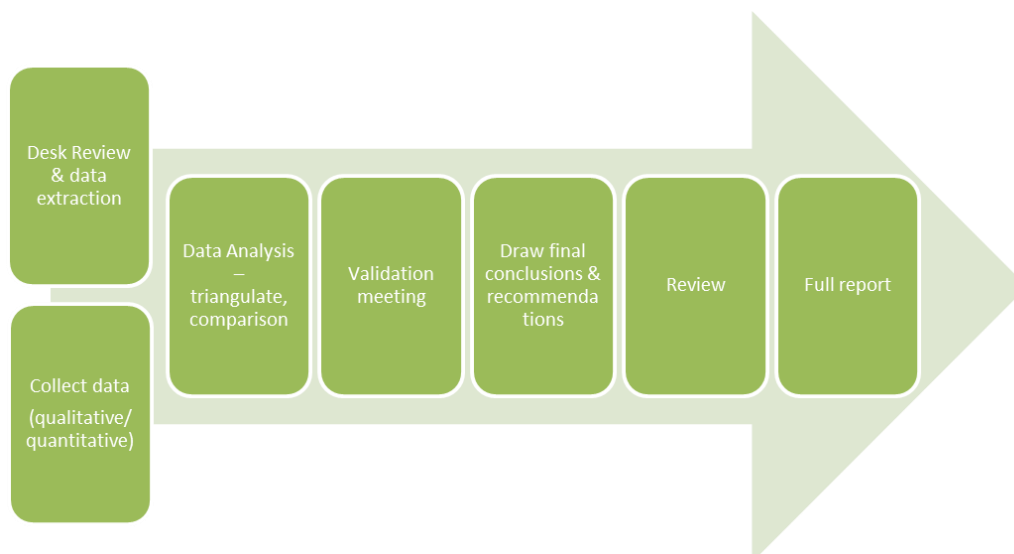 Desk Review
& data
extraction
Collect data
(qualitative/
quantitative)
Data Analysis
–
triangulate,
comparison
Validation
meeting
Draw final
conclusions &
recommenda
tions
Review
Full report